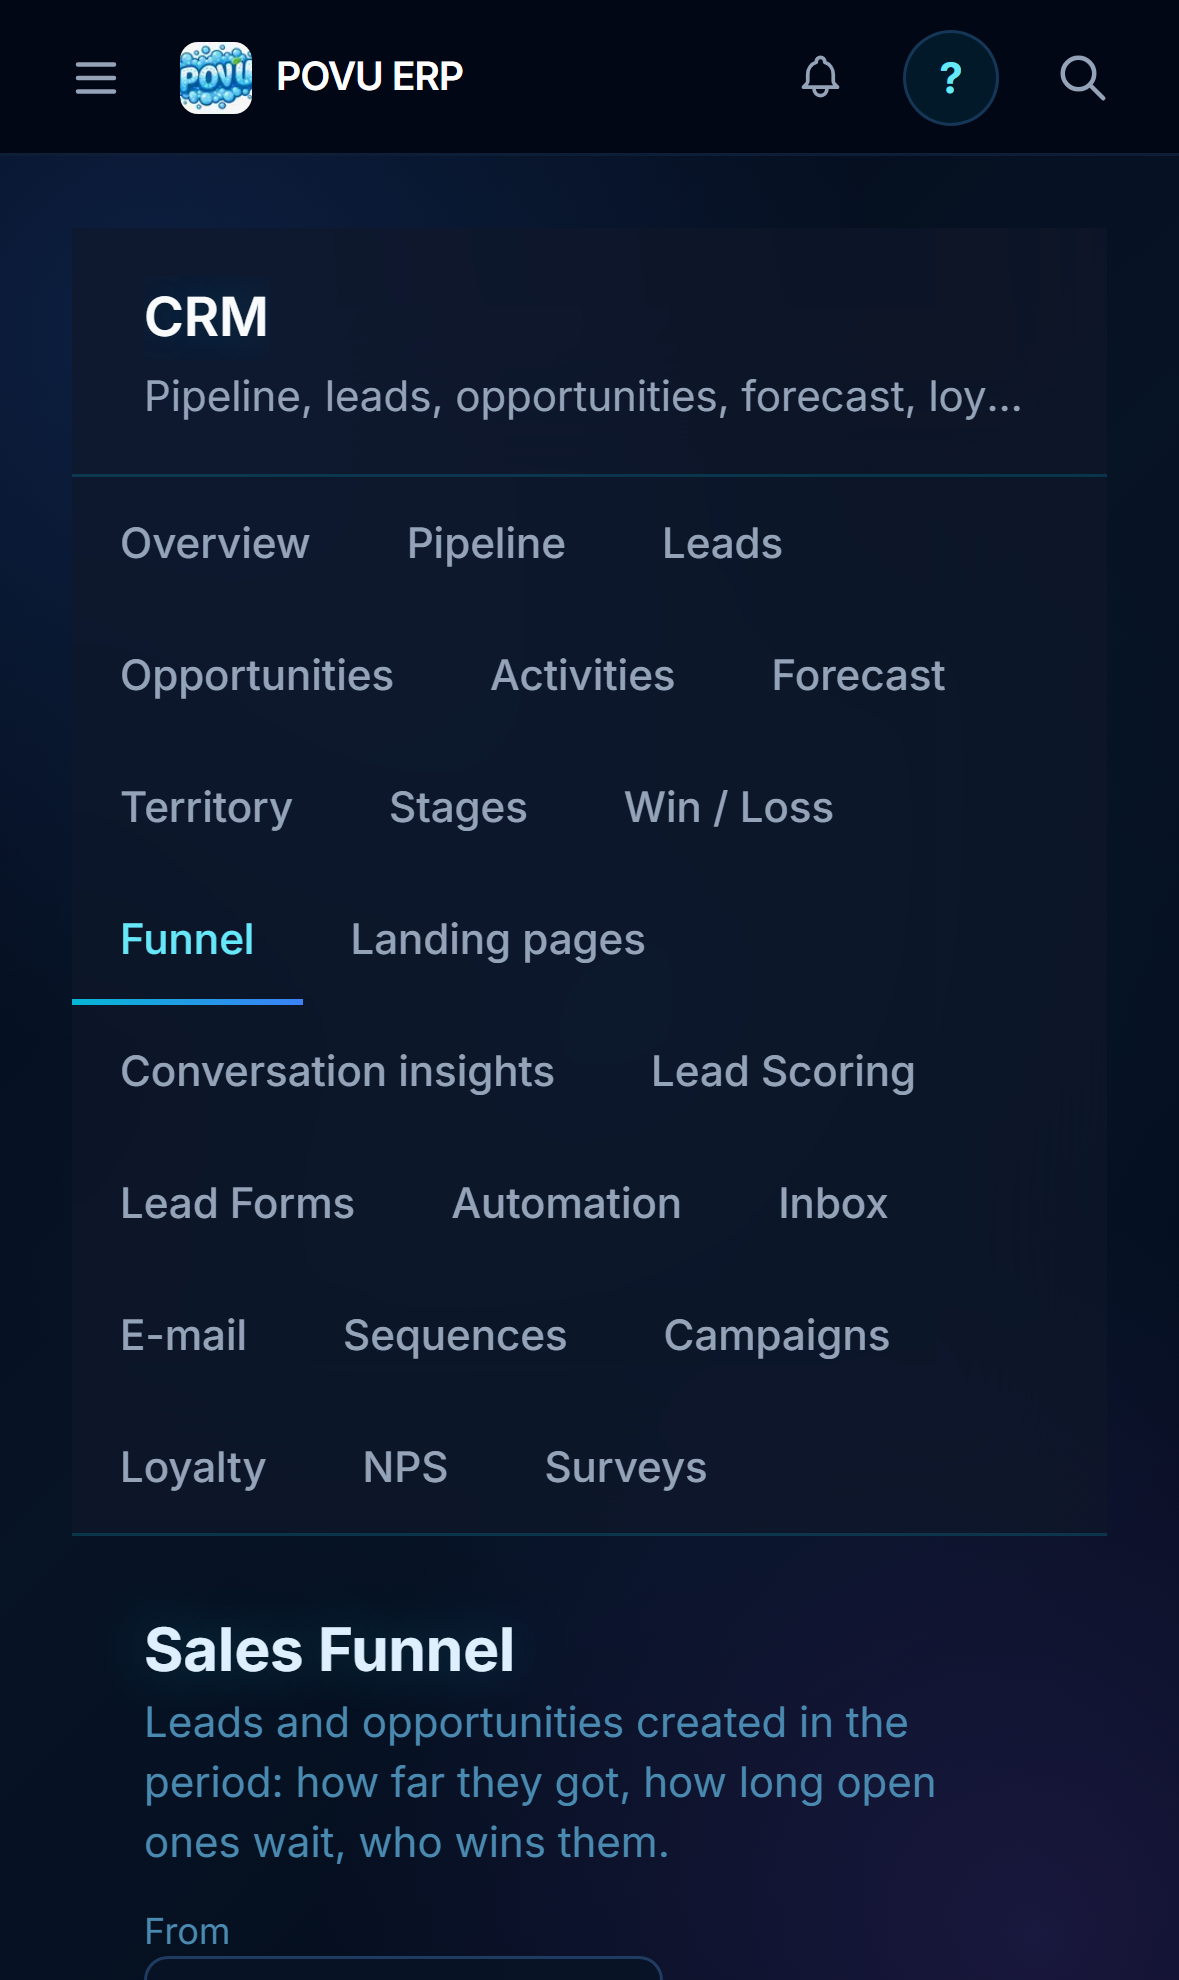 POVU
POVU ERP
?
CRM
Pipeline, leads, opportunities, forecast, loy...
Overview Pipeline Leads
Opportunities Activities Forecast
Territory Stages Win / Loss
Funnel Landing pages
Conversation insights Lead Scoring
Lead Forms Automation Inbox
E-mail Sequences Campaigns
Loyalty NPS Surveys
Sales Funnel
Leads and opportunities created in the
period: how far they got, how long open
ones wait, who wins them.
From